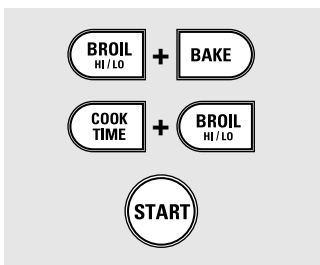 BROIL
HI / LO
+
BAKE
COOK
TIME
+
BROIL
HI / LO
START